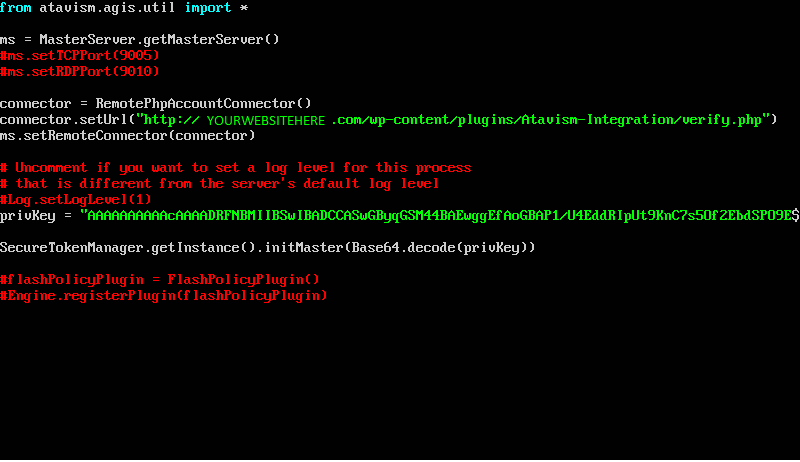 from atavism.agis.util import *
ms = MasterServer.getMasterServer()
#ms.setTCPPort(9005)
#ms.setRDPPort(9010)
connector = RemotePhpAccountConnector()
connector.setUrl("http:// YOURWEBSITEHERE .com/wp-content/plugins/Atavism-Integration/verify.php")
ms.setRemoteConnector(connector)
# Uncomment if you want to set a log level for this process
# that is different from the server's default log level
#Log.setLogLevel(1)
privKey = "AAAAAAAAAAcAAAADRFNBMIIBSwIBADCCASwGByqGSM44BAEwggEfAoGBAP1/U4EddRIpUt9KnC7s5Of2EbdSPO9E$
SecureTokenManager.getInstance().initMaster(Base64.decode(privKey))
#flashPolicyPlugin = FlashPolicyPlugin()
#Engine.registerPlugin(flashPolicyPlugin)